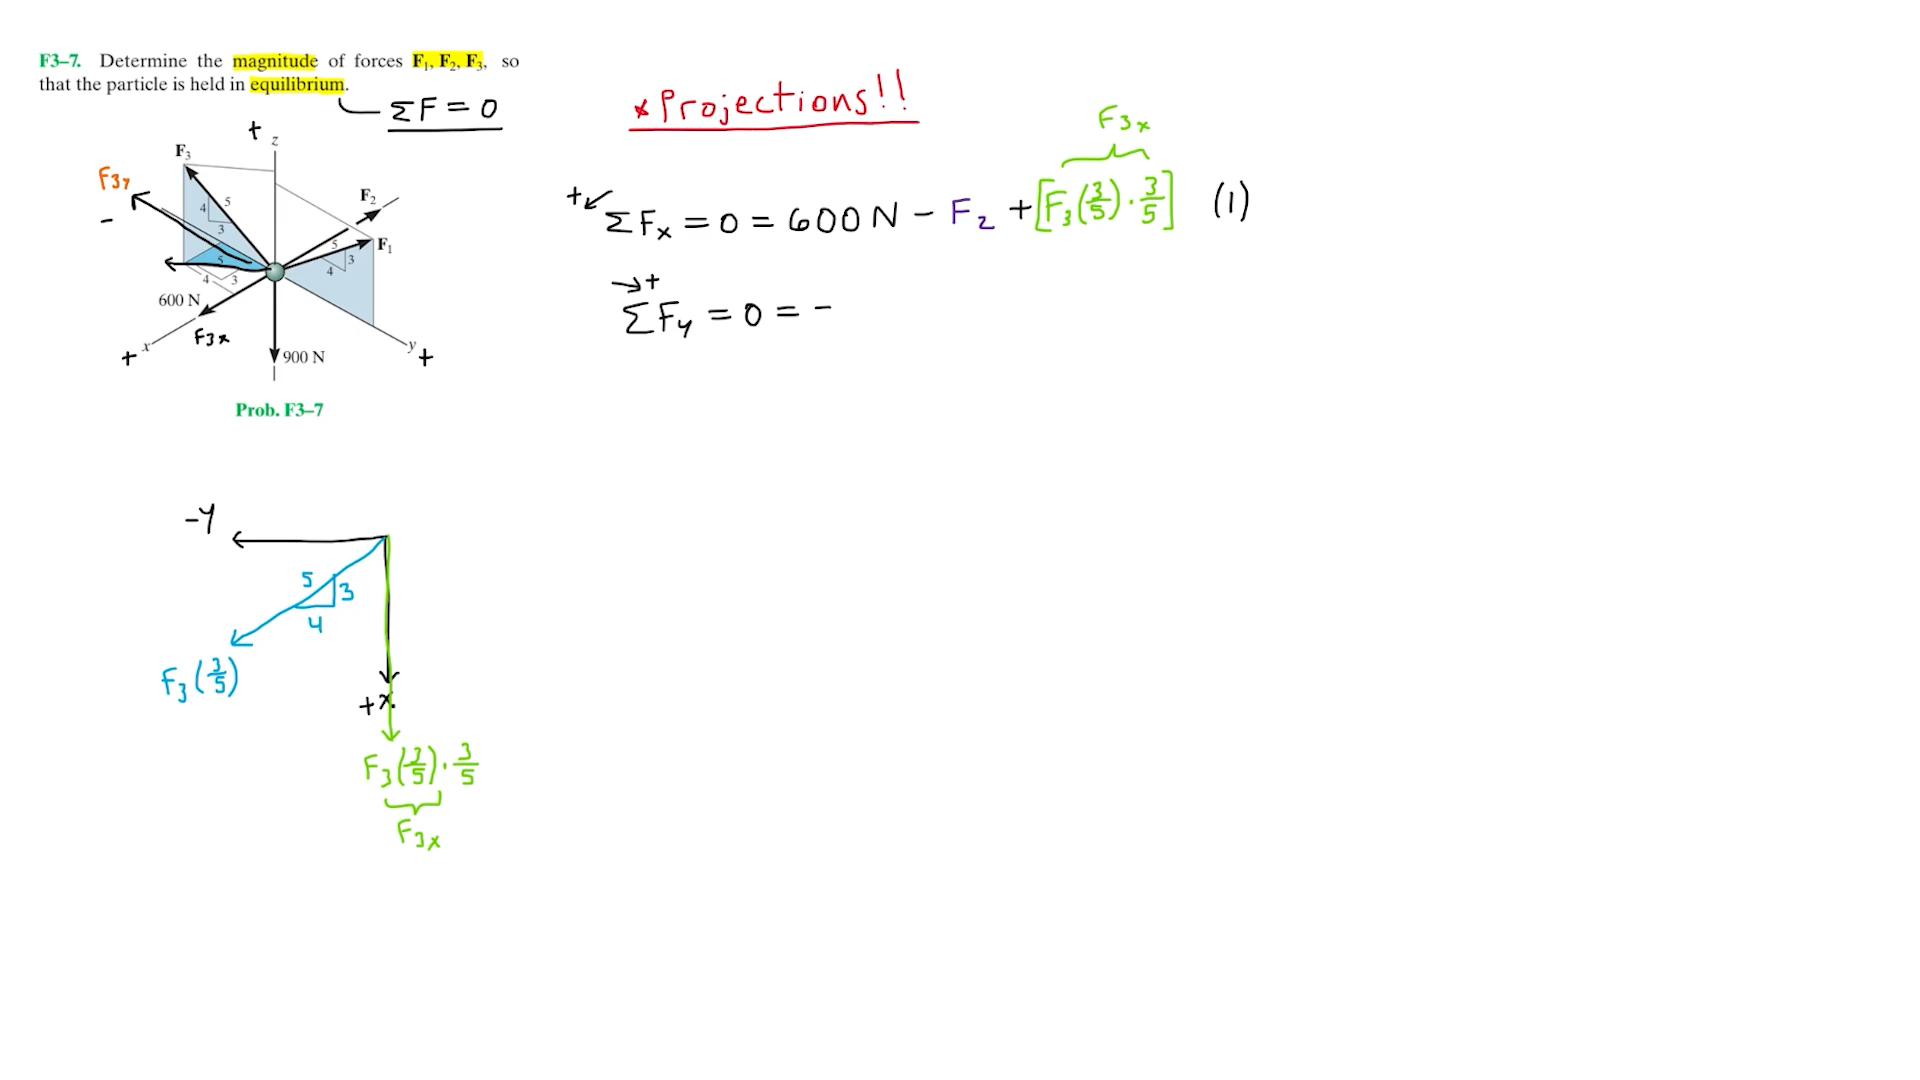 F3–7. Determine the magnitude of forces F₁, F₂, F₃, so
that the particle is held in equilibrium.
ΣF = 0
*Projections!!
F3x
+ΣFx = 0 = 600N − F₂ + [F₃(3/5)·3/5] (1)
→+
ΣFy = 0 = −
+
z
F₃
F3y
−
5
4
3
F₂
5
F₁
3
4
5
4
3
600 N
F3x
x
+
y
+
900 N
Prob. F3–7
-Y
5
3
4
F₃(3/5)
+x
F₃(3/5)·3/5
F3x